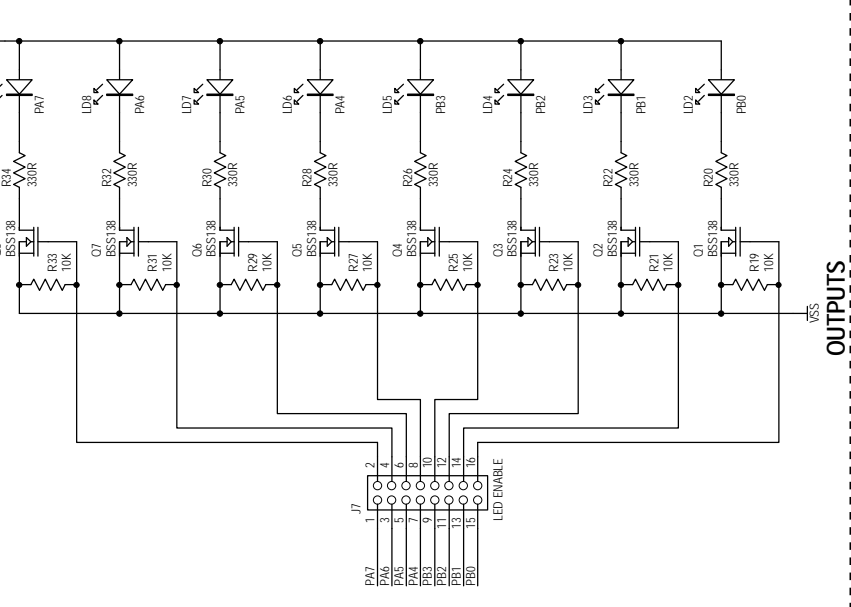 PA7
LD8
PA6
LD7
PA5
LD6
PA4
LD5
PB3
LD4
PB2
LD3
PB1
LD2
PB0
R34
330R
R32
330R
R30
330R
R28
330R
R26
330R
R24
330R
R22
330R
R20
330R
BSS138
Q7
BSS138
Q6
BSS138
Q5
BSS138
Q4
BSS138
Q3
BSS138
Q2
BSS138
Q1
BSS138
R33
10K
R31
10K
R29
10K
R27
10K
R25
10K
R23
10K
R21
10K
R19
10K
VSS
OUTPUTS
2
4
6
8
10
12
14
16
J7
LED ENABLE
1
3
5
7
9
11
13
15
PA7
PA6
PA5
PA4
PB3
PB2
PB1
PB0